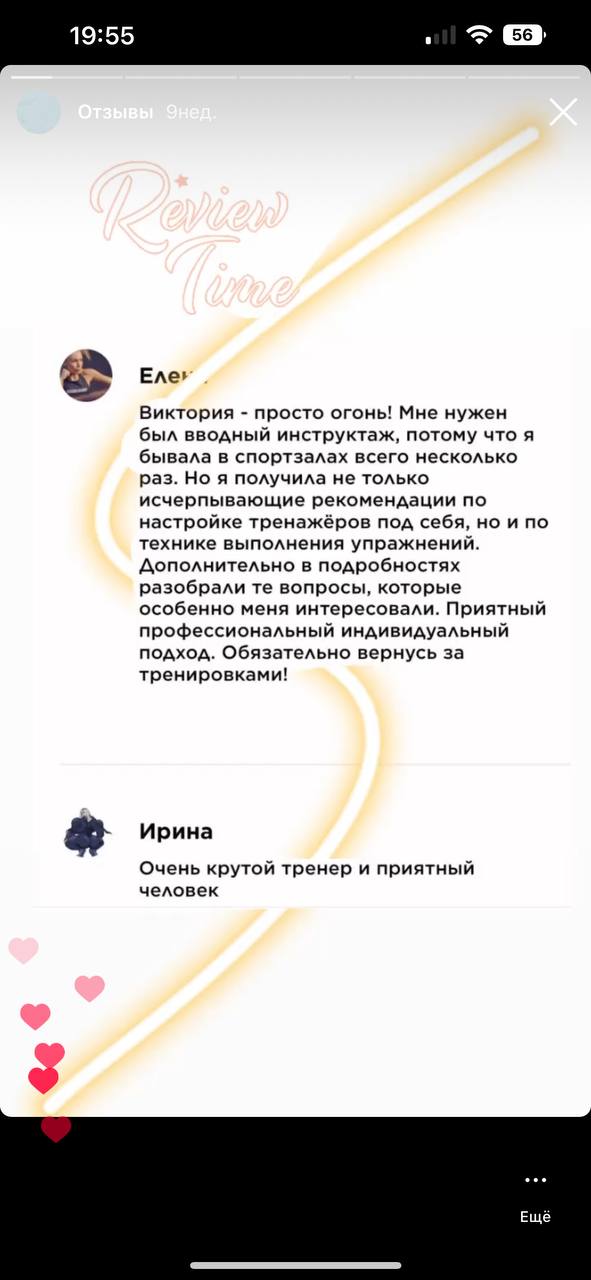 19:55
56
Отзывы 9нед.
Review
Time
Виктория - просто огонь! Мне нужен
был вводный инструктаж, потому что я
бывала в спортзалах всего несколько
раз. Но я получила не только
исчерпывающие рекомендации по
настройке тренажёров под себя, но и по
технике выполнения упражнений.
Дополнительно в подробностях
разобрали те вопросы, которые
особенно меня интересовали. Приятный
профессиональный индивидуальный
подход. Обязательно вернусь за
тренировками!
Ирина
Очень крутой тренер и приятный
человек
Ещё